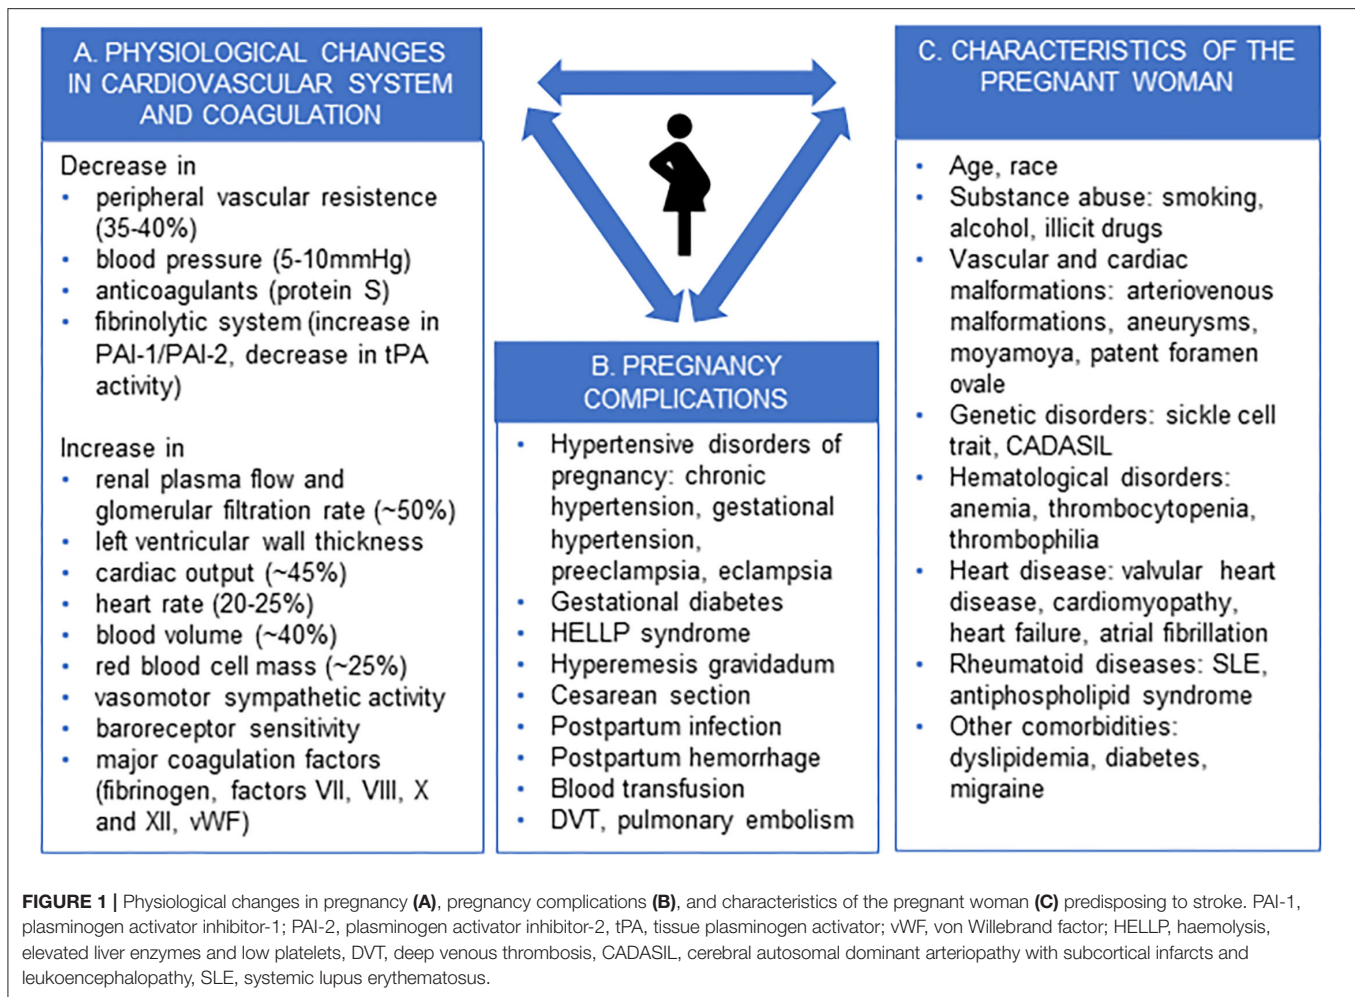 A. PHYSIOLOGICAL CHANGES
IN CARDIOVASCULAR SYSTEM
AND COAGULATION
Decrease in
• peripheral vascular resistence
(35-40%)
• blood pressure (5-10mmHg)
• anticoagulants (protein S)
• fibrinolytic system (increase in
PAI-1/PAI-2, decrease in tPA
activity)
Increase in
• renal plasma flow and
glomerular filtration rate (~50%)
• left ventricular wall thickness
• cardiac output (~45%)
• heart rate (20-25%)
• blood volume (~40%)
• red blood cell mass (~25%)
• vasomotor sympathetic activity
• baroreceptor sensitivity
• major coagulation factors
(fibrinogen, factors VII, VIII, X
and XII, vWF)
B. PREGNANCY
COMPLICATIONS
• Hypertensive disorders of
pregnancy: chronic
hypertension, gestational
hypertension,
preeclampsia, eclampsia
• Gestational diabetes
• HELLP syndrome
• Hyperemesis gravidadum
• Cesarean section
• Postpartum infection
• Postpartum hemorrhage
• Blood transfusion
• DVT, pulmonary embolism
C. CHARACTERISTICS OF THE
PREGNANT WOMAN
• Age, race
• Substance abuse: smoking,
alcohol, illicit drugs
• Vascular and cardiac
malformations: arteriovenous
malformations, aneurysms,
moyamoya, patent foramen
ovale
• Genetic disorders: sickle cell
trait, CADASIL
• Hematological disorders:
anemia, thrombocytopenia,
thrombophilia
• Heart disease: valvular heart
disease, cardiomyopathy,
heart failure, atrial fibrillation
• Rheumatoid diseases: SLE,
antiphospholipid syndrome
• Other comorbidities:
dyslipidemia, diabetes,
migraine
FIGURE 1 | Physiological changes in pregnancy (A), pregnancy complications (B), and characteristics of the pregnant woman (C) predisposing to stroke. PAI-1,
plasminogen activator inhibitor-1; PAI-2, plasminogen activator inhibitor-2, tPA, tissue plasminogen activator; vWF, von Willebrand factor; HELLP, haemolysis,
elevated liver enzymes and low platelets, DVT, deep venous thrombosis, CADASIL, cerebral autosomal dominant arteriopathy with subcortical infarcts and
leukoencephalopathy, SLE, systemic lupus erythematosus.